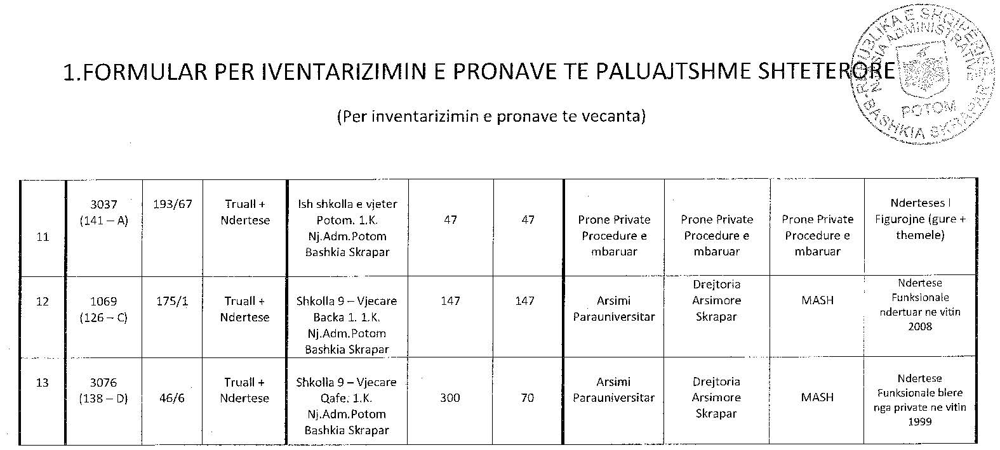 REPUBLIKA E SHQIPERISE
NJESIA ADMINISTRATIVE
POTOM
BASHKIA SKRAPAR
1.FORMULAR PER IVENTARIZIMIN E PRONAVE TE PALUAJTSHME SHTETERORE
(Per inventarizimin e pronave te vecanta)
11
3037
(141 – A)
193/67
Truall +
Ndertese
Ish shkolla e vjeter
Potom. 1.K.
Nj.Adm.Potom
Bashkia Skrapar
47
47
Prone Private
Procedure e
mbaruar
Prone Private
Procedure e
mbaruar
Prone Private
Procedure e
mbaruar
Nderteses I
Figurojne (gure +
themele)
12
1069
(126 – C)
175/1
Truall +
Ndertese
Shkolla 9 – Vjecare
Backa 1. 1.K.
Nj.Adm.Potom
Bashkia Skrapar
147
147
Arsimi
Parauniversitar
Drejtoria
Arsimore
Skrapar
MASH
Ndertese
Funksionale
ndertuar ne vitin
2008
13
3076
(138 – D)
46/6
Truall +
Ndertese
Shkolla 9 – Vjecare
Qafe. 1.K.
Nj.Adm.Potom
Bashkia Skrapar
300
70
Arsimi
Parauniversitar
Drejtoria
Arsimore
Skrapar
MASH
Ndertese
Funksionale blere
nga private ne vitin
1999